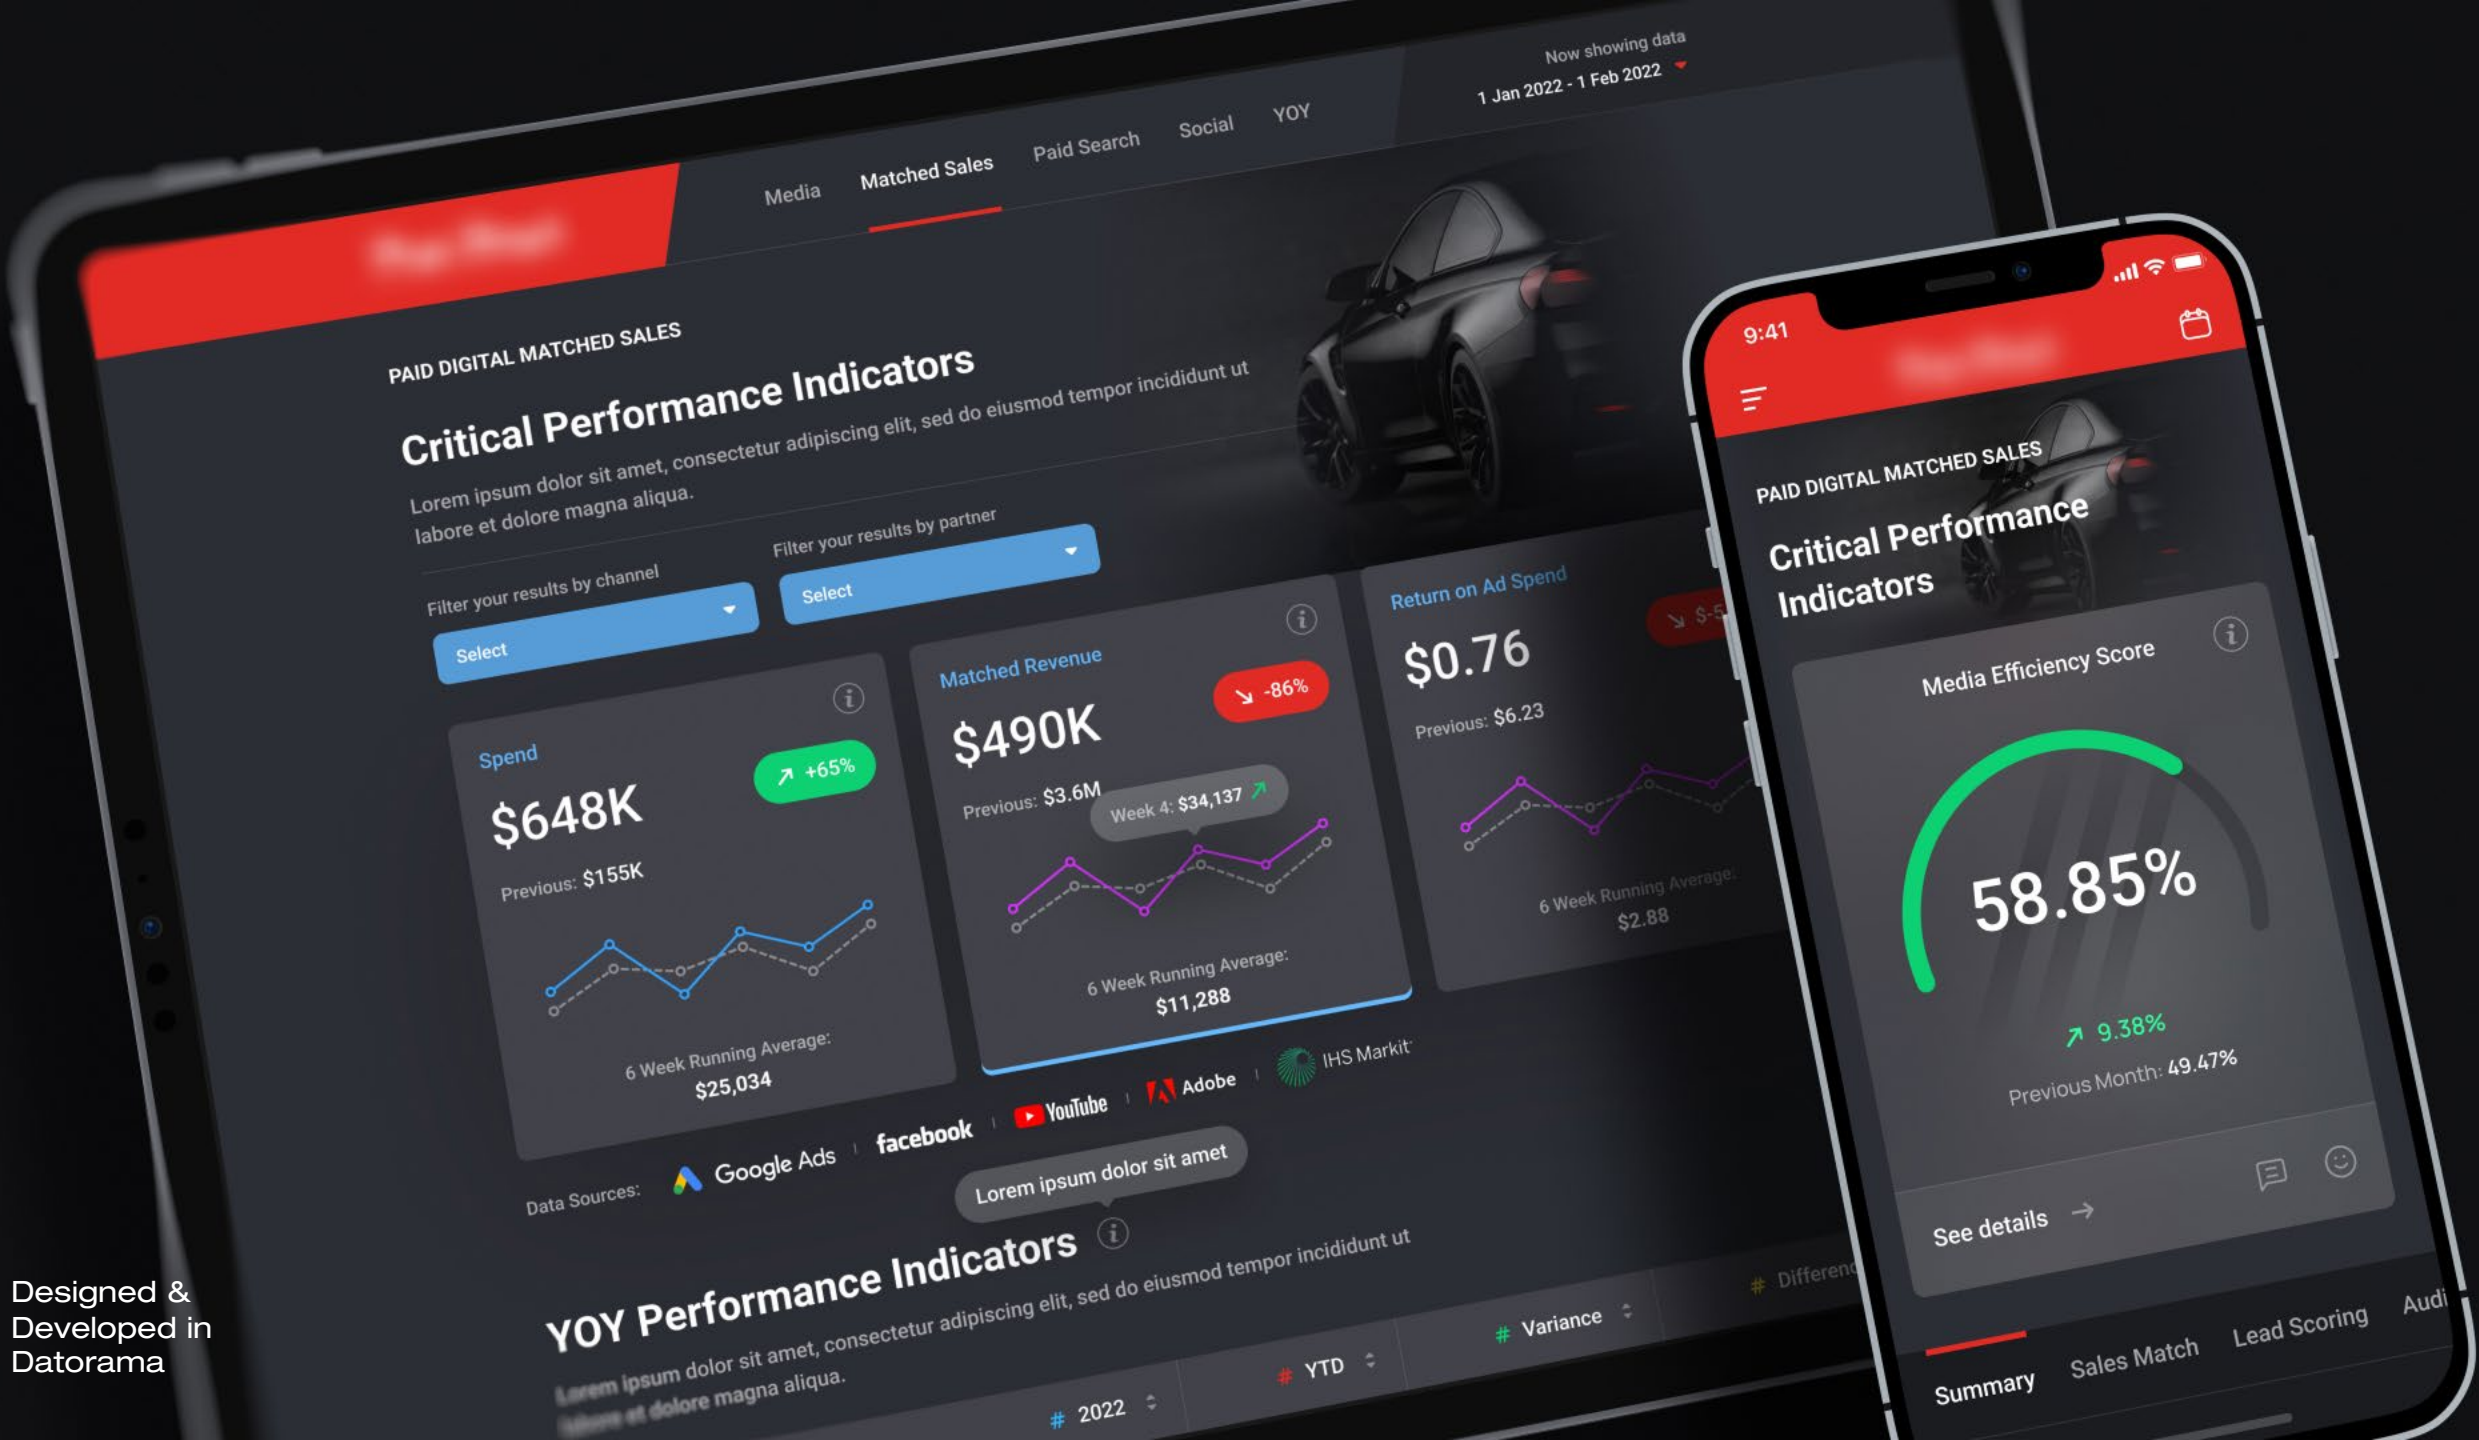 Now showing data
1 Jan 2022 - 1 Feb 2022
Media
Matched Sales
Paid Search
Social
YOY
PAID DIGITAL MATCHED SALES
Critical Performance Indicators
Lorem ipsum dolor sit amet, consectetur adipiscing elit, sed do eiusmod tempor incididunt ut
labore et dolore magna aliqua.
Filter your results by channel
Select
Filter your results by partner
Select
Spend
$648K
+65%
Previous: $155K
6 Week Running Average:
$25,034
Matched Revenue
$490K
-86%
Previous: $3.6M
Week 4: $34,137
6 Week Running Average:
$11,288
Return on Ad Spend
$0.76
$-5
Previous: $6.23
6 Week Running Average:
$2.88
Data Sources:
Google Ads
facebook
YouTube
Adobe
IHS Markit
Lorem ipsum dolor sit amet
YOY Performance Indicators
Lorem ipsum dolor sit amet, consectetur adipiscing elit, sed do eiusmod tempor incididunt ut
labore et dolore magna aliqua.
# 2022
# YTD
# Variance
# Differenc
9:41
PAID DIGITAL MATCHED SALES
Critical Performance
Indicators
Media Efficiency Score
58.85%
9.38%
Previous Month: 49.47%
See details
Summary
Sales Match
Lead Scoring
Audi
Designed &
Developed in
Datorama